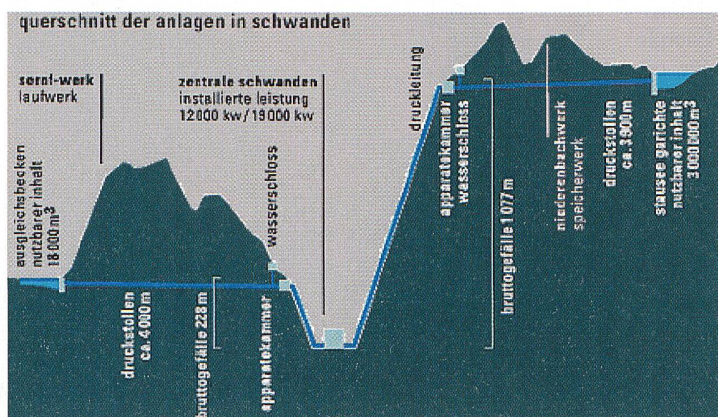 querschnitt der anlagen in schwanden
sernf-werk
laufwerk
zentrale schwanden
installierte leistung
12000 kw/19000 kw
ausgleichsbecken
nutzbarer inhalt
18000 m³
wasserschloss
druckstollen
ca. 4000 m
bruttogefälle 228 m
apparatekammer
druckleitung
apparatekammer
wasserschloss
bruttogefälle 1077 m
niederenbachwerk
speicherwerk
druckstollen
ca. 3900 m
stausee garichte
nutzbarer inhalt
3000000 m³